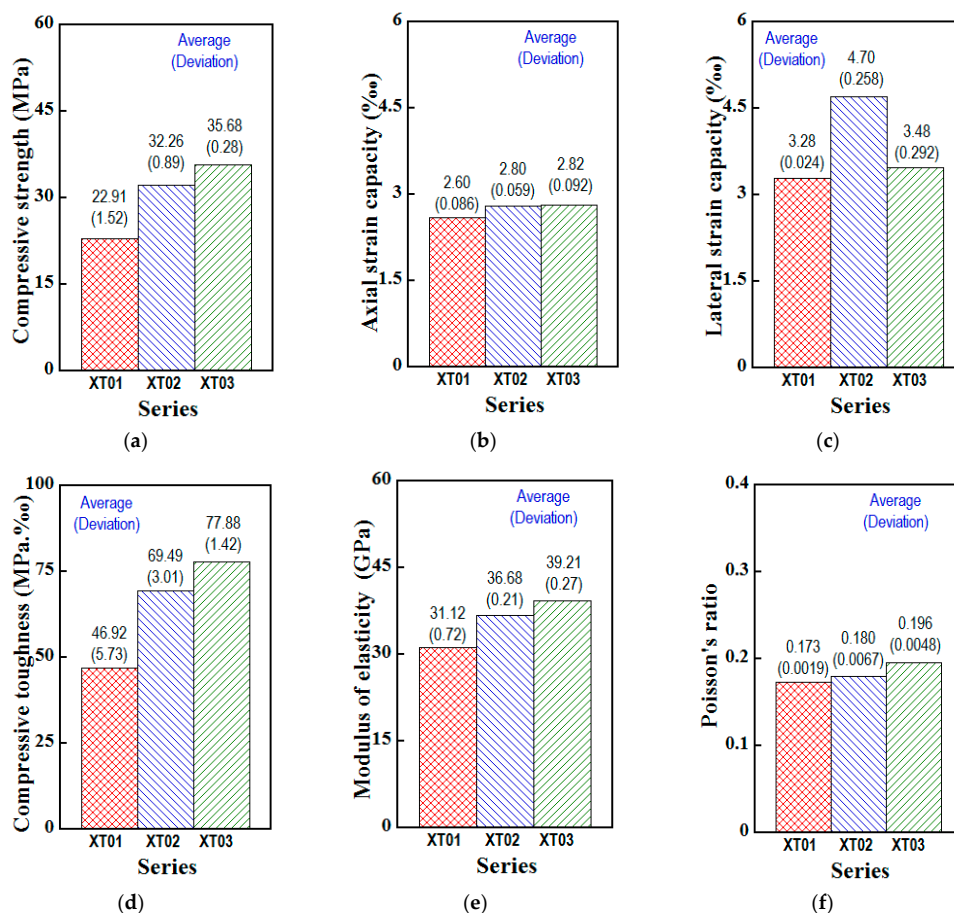 Compressive strength (MPa)
60
45
30
15
0
Average
(Deviation)
22.91
(1.52)
32.26
(0.89)
35.68
(0.28)
XT01 XT02 XT03
Series
(a)
Axial strain capacity (‰)
6
4.5
3
1.5
0
Average
(Deviation)
2.60
(0.086)
2.80
(0.059)
2.82
(0.092)
XT01 XT02 XT03
Series
(b)
Lateral strain capacity (‰)
6
4.5
3
1.5
0
Average
(Deviation)
3.28
(0.024)
4.70
(0.258)
3.48
(0.292)
XT01 XT02 XT03
Series
(c)
Compressive toughness (MPa.‰)
100
75
50
25
0
Average
(Deviation)
46.92
(5.73)
69.49
(3.01)
77.88
(1.42)
XT01 XT02 XT03
Series
(d)
Modulus of elasticity (GPa)
60
45
30
15
0
Average
(Deviation)
31.12
(0.72)
36.68
(0.21)
39.21
(0.27)
XT01 XT02 XT03
Series
(e)
Poisson's ratio
0.4
0.3
0.2
0.1
0
Average
(Deviation)
0.173
(0.0019)
0.180
(0.0067)
0.196
(0.0048)
XT01 XT02 XT03
Series
(f)